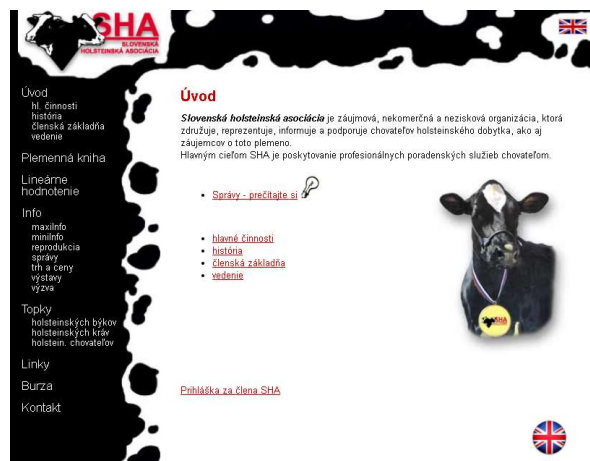 SHA
SLOVENSKÁ
HOLSTEINSKÁ ASOCIÁCIA
Úvod
hl. činnosti
história
členská základňa
vedenie
Plemenná kniha
Lineárne
hodnotenie
Info
maxiInfo
miniInfo
reprodukcia
správy
trh a ceny
výstavy
výzva
Topky
holsteinských býkov
holsteinských kráv
holstein. chovateľov
Linky
Burza
Kontakt
Úvod
Slovenská holsteinská asociácia je záujmová, nekomerčná a nezisková organizácia, ktorá
združuje, reprezentuje, informuje a podporuje chovateľov holsteinského dobytka, ako aj
záujemcov o toto plemeno.
Hlavným cieľom SHA je poskytovanie profesionálnych poradenských služieb chovateľom.
Správy - prečítajte si
hlavné činnosti
história
členská základňa
vedenie
SHA
Prihláška za člena SHA